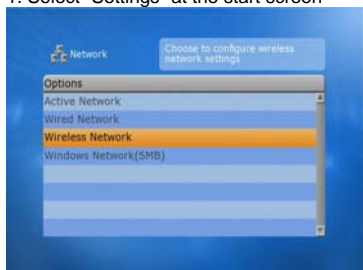 1. Select "Settings" at the start screen
Network
Choose to configure wireless
network settings
Options
Active Network
Wired Network
Wireless Network
Windows Network(SMB)